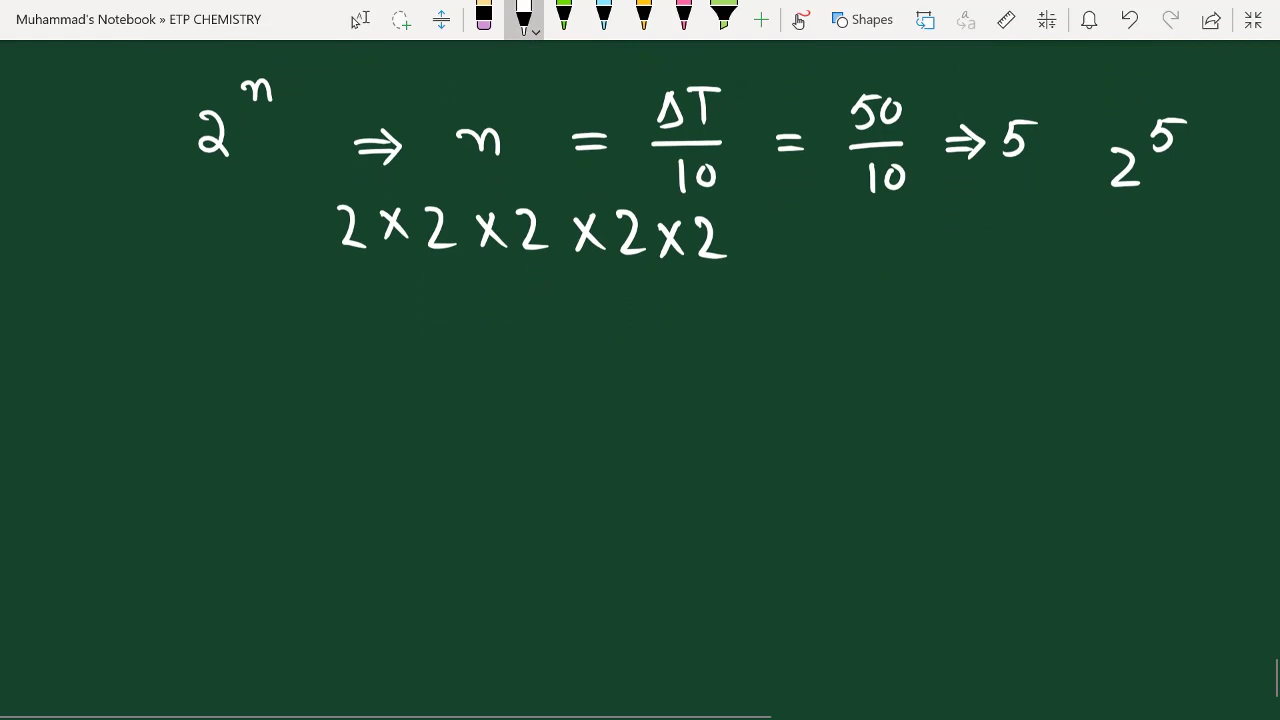 Muhammad's Notebook » ETP CHEMISTRY
Shapes
2^n ⇒ n = ΔT/10 = 50/10 ⇒ 5 2^5
2 × 2 × 2 × 2 × 2